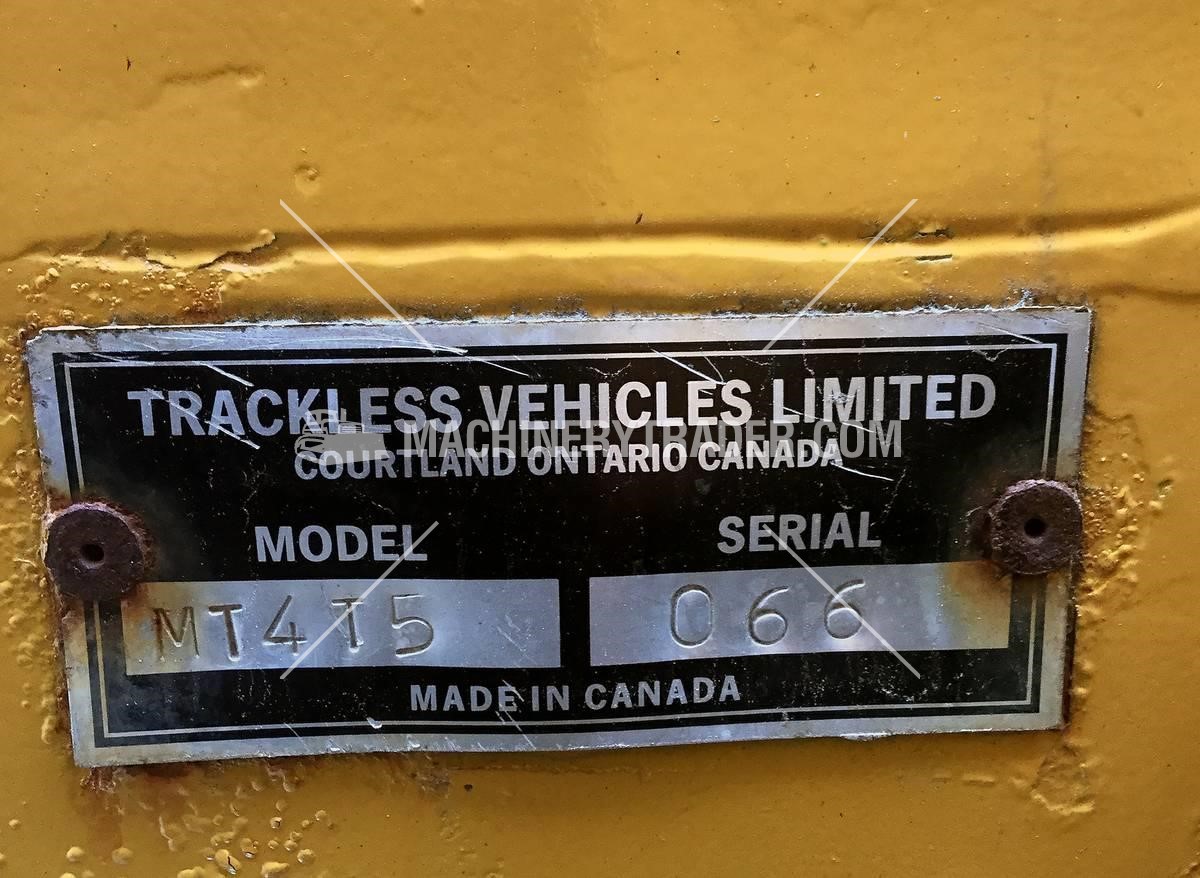 TRACKLESS VEHICLES LIMITED
MACHINERYTRADER.COM
COURTLAND ONTARIO CANADA
MODEL SERIAL
MT4T5 066
MADE IN CANADA